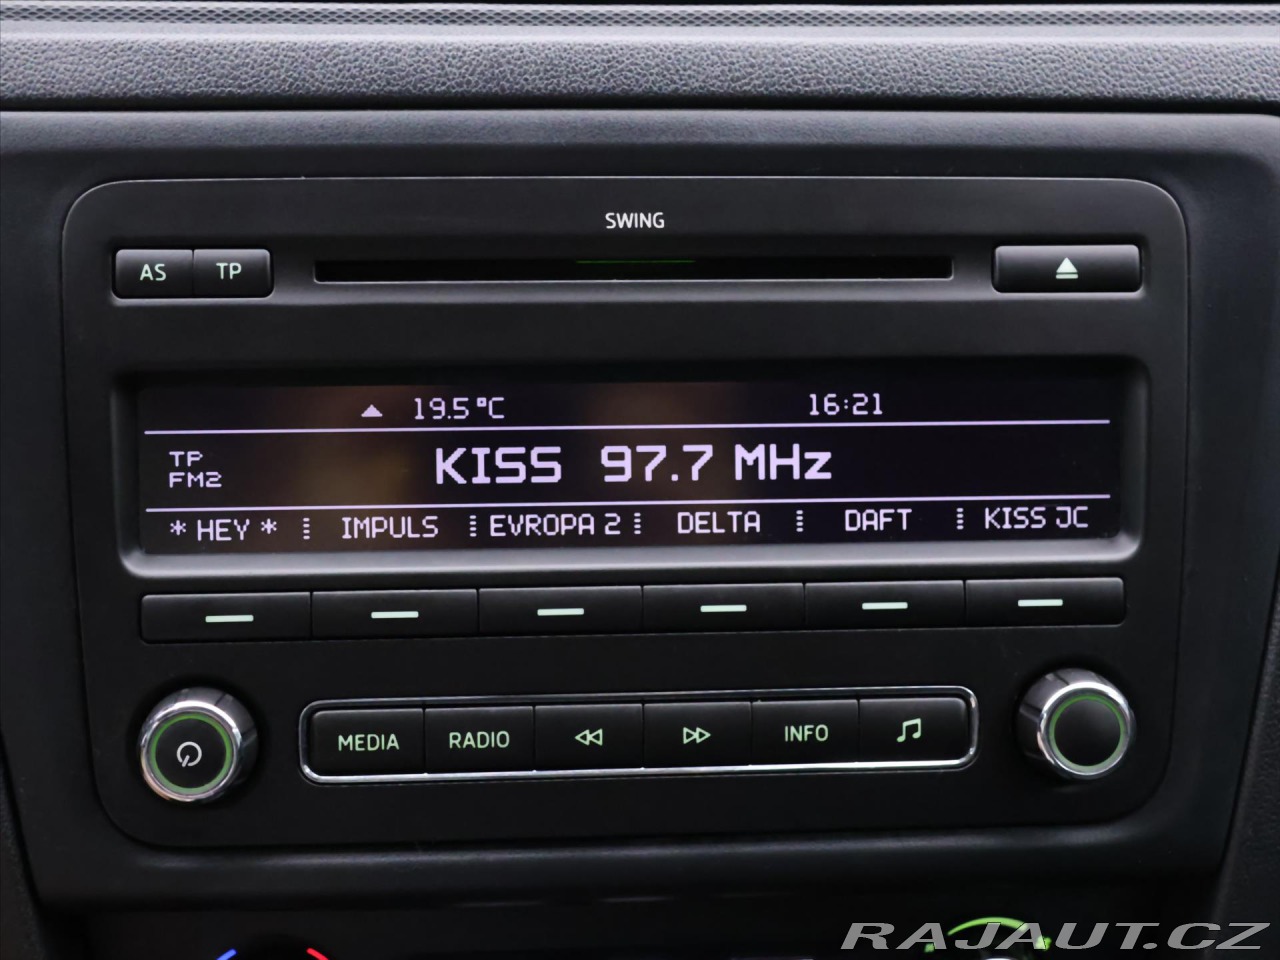 SWING
AS TP
19.5°C 16:21
TP
FM2
KISS 97.7 MHz
*HEY* IMPULS EVROPA 2 DELTA DAFT KISS JC
MEDIA RADIO INFO
RAJAUT.CZ